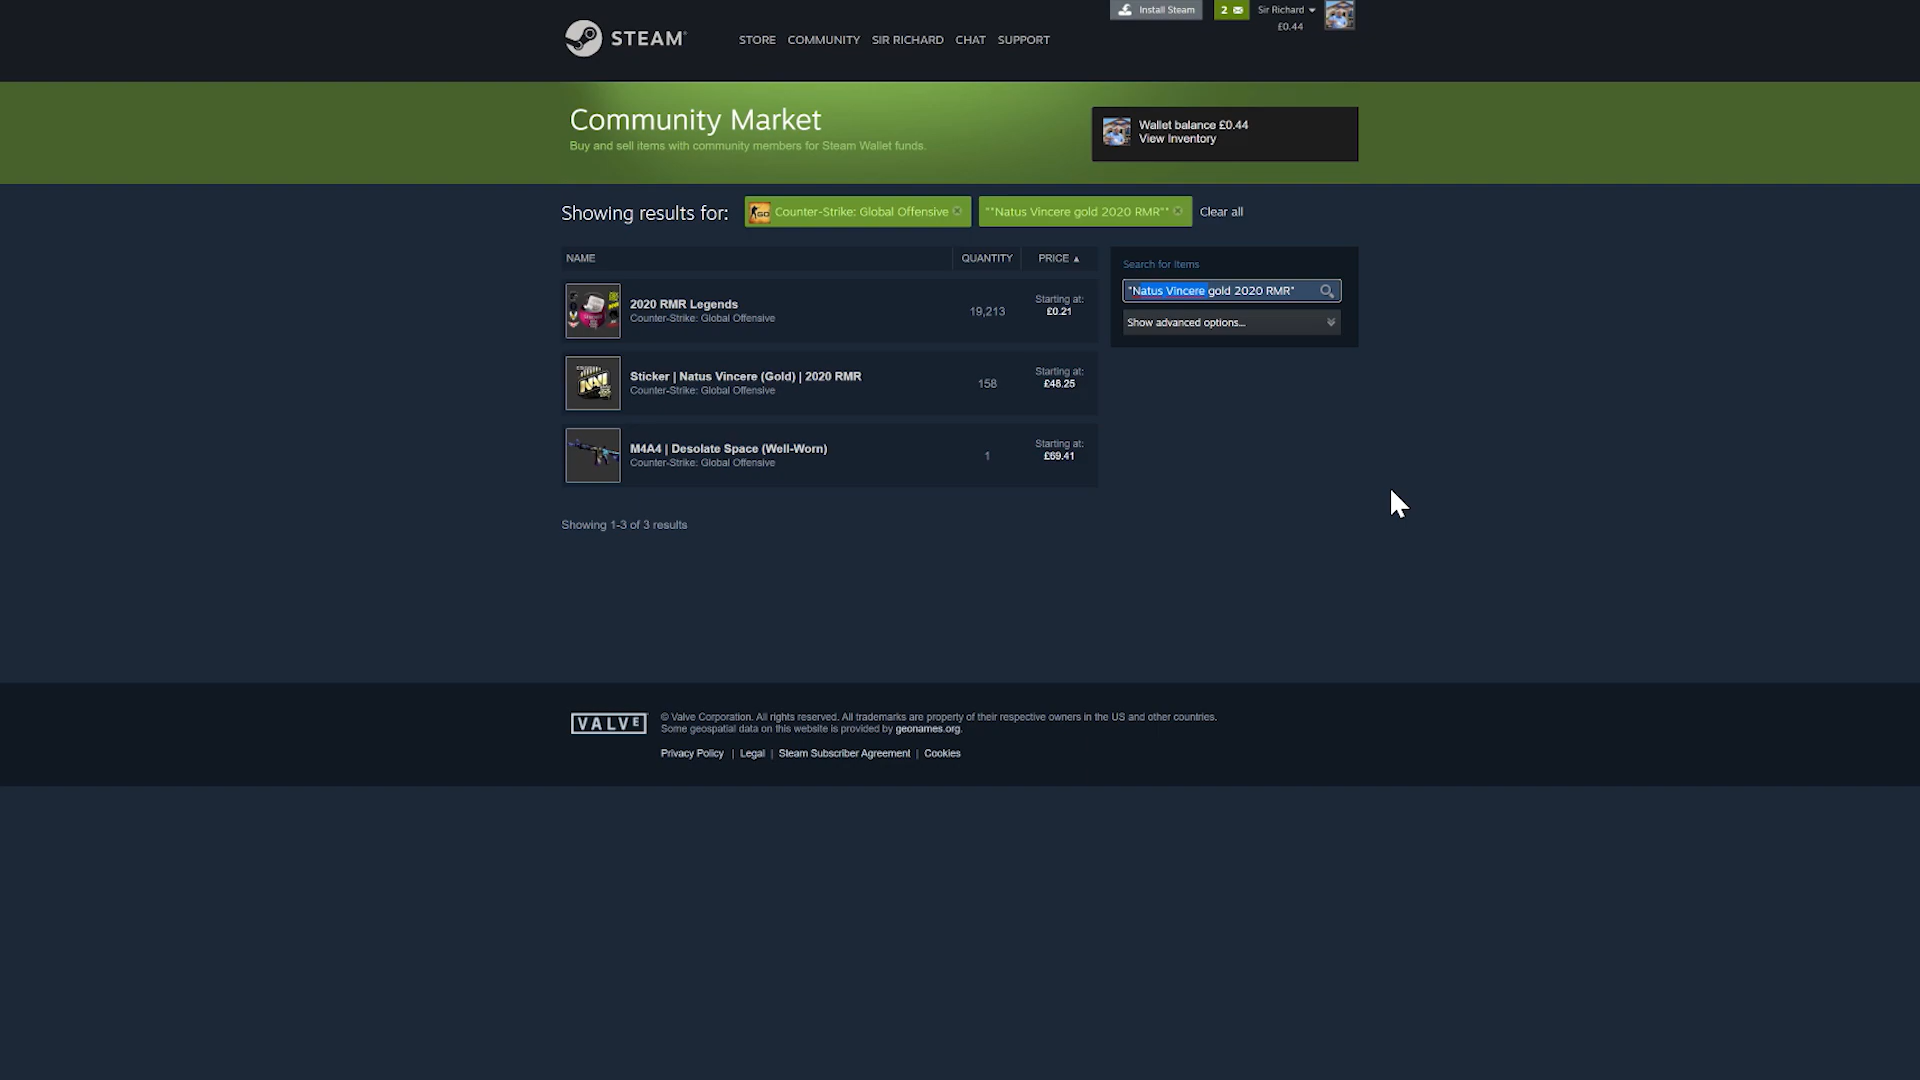 Install Steam
2
Sir Richard
£0.44
STEAM®
STORE COMMUNITY SIR RICHARD CHAT SUPPORT
Community Market
Buy and sell items with community members for Steam Wallet funds.
Wallet balance £0.44
View Inventory
Showing results for:
GO Counter-Strike: Global Offensive
""Natus Vincere gold 2020 RMR""
Clear all
NAME QUANTITY PRICE ▲
2020 RMR Legends
Counter-Strike: Global Offensive
19,213
Starting at:
£0.21
Sticker | Natus Vincere (Gold) | 2020 RMR
Counter-Strike: Global Offensive
158
Starting at:
£48.25
M4A4 | Desolate Space (Well-Worn)
Counter-Strike: Global Offensive
1
Starting at:
£69.41
Showing 1-3 of 3 results
Search for Items
"Natus Vincere gold 2020 RMR"
Show advanced options...
VALVE
© Valve Corporation. All rights reserved. All trademarks are property of their respective owners in the US and other countries.
Some geospatial data on this website is provided by geonames.org.
Privacy Policy | Legal | Steam Subscriber Agreement | Cookies